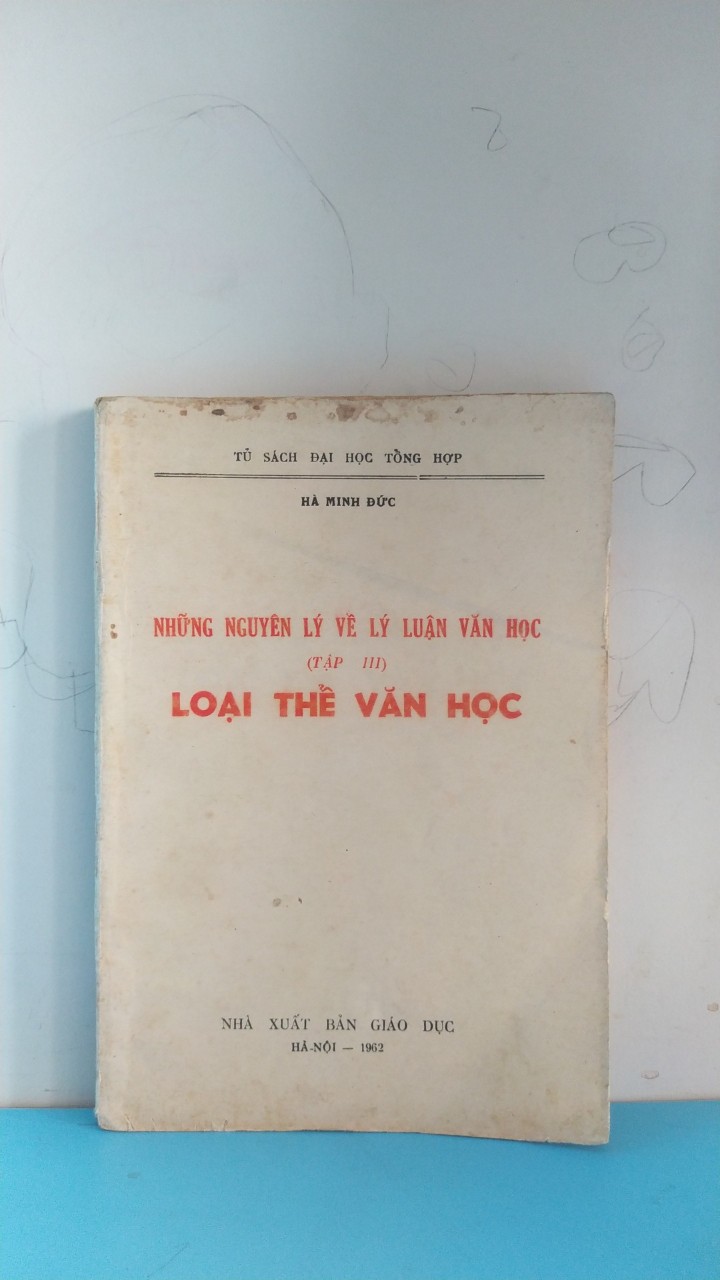 TỦ SÁCH ĐẠI HỌC TỔNG HỢP
HÀ MINH ĐỨC
NHỮNG NGUYÊN LÝ VỀ LÝ LUẬN VĂN HỌC
(TẬP III)
LOẠI THỂ VĂN HỌC
NHÀ XUẤT BẢN GIÁO DỤC
HÀ-NỘI — 1962